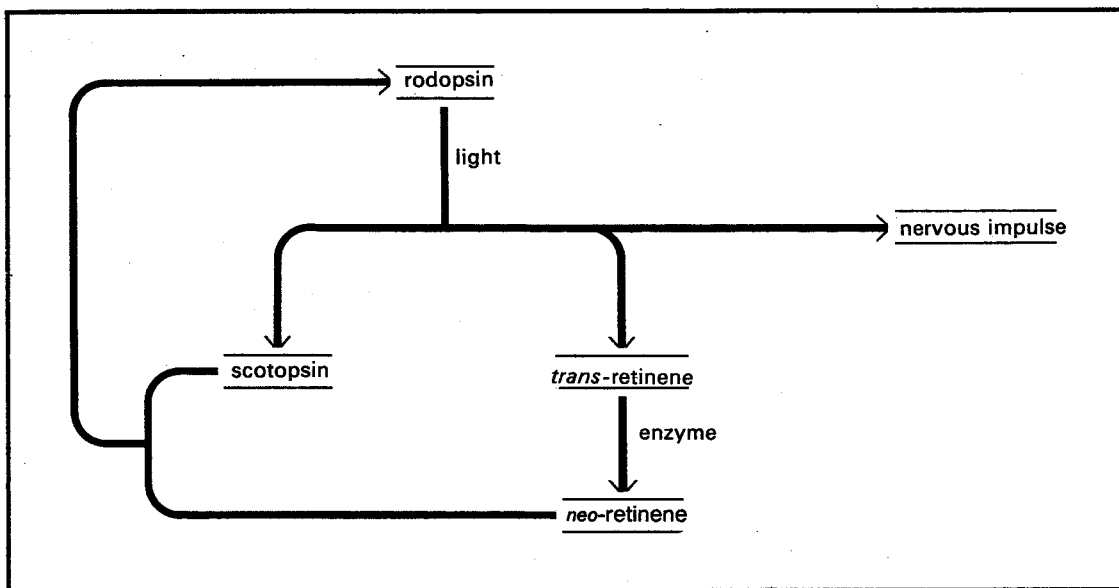 rodopsin
light
nervous impulse
scotopsin
trans-retinene
enzyme
neo-retinene